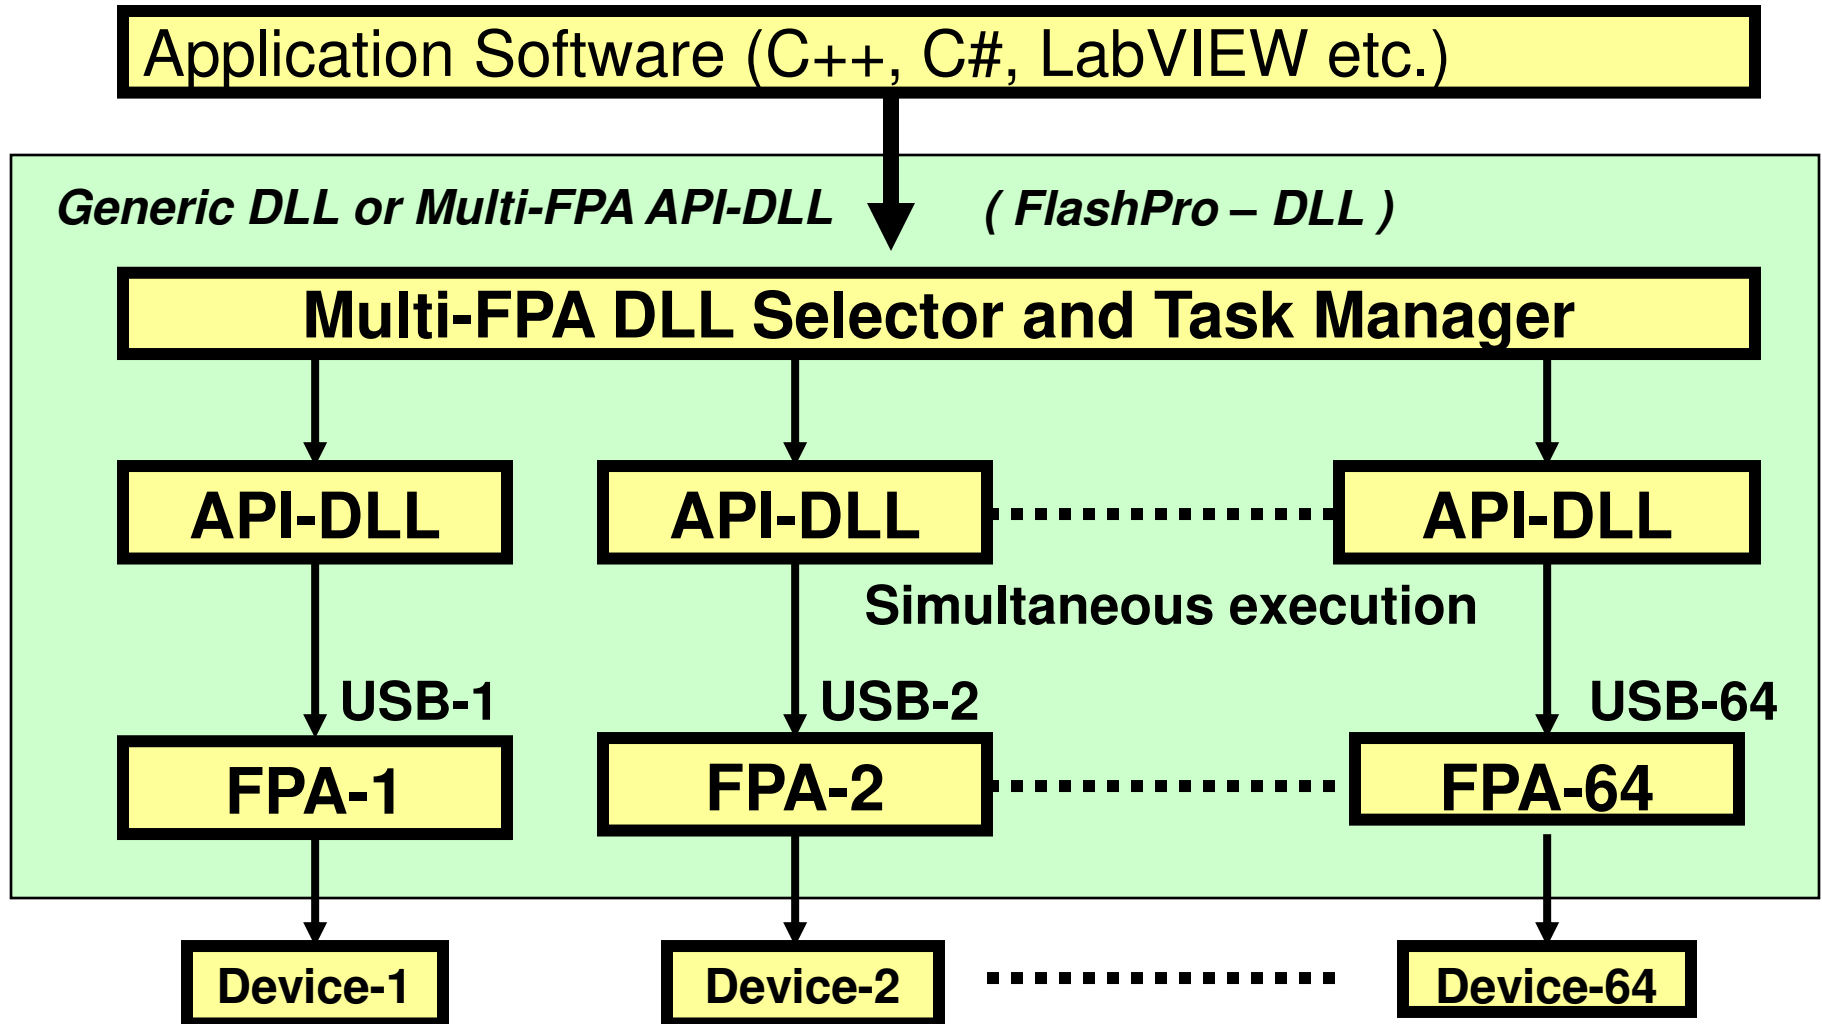 Application Software (C++, C#, LabVIEW etc.)
Generic DLL or Multi-FPA API-DLL ( FlashPro – DLL )
Multi-FPA DLL Selector and Task Manager
API-DLL API-DLL API-DLL
Simultaneous execution
USB-1 USB-2 USB-64
FPA-1 FPA-2 FPA-64
Device-1 Device-2 Device-64